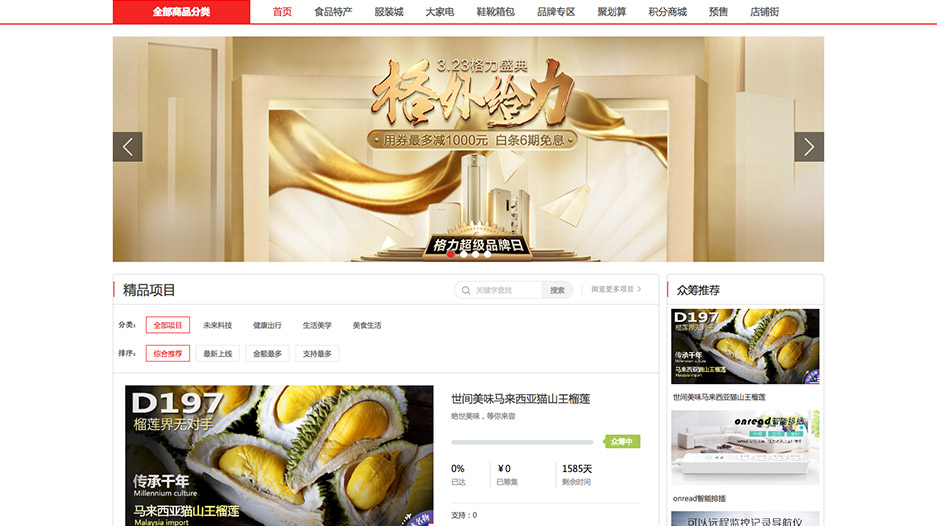 全部商品分类 首页 食品特产 服装城 大家电 鞋靴箱包 品牌专区 聚划算 积分商城 预售 店铺街
3.23格力盛典
格外给力
用券最多减1000元 白条6期免息
格力超级品牌日
精品项目 关键字查找 搜索 浏览更多项目
分类： 全部项目 未来科技 健康出行 生活美学 美食生活
排序： 综合推荐 最新上线 金额最多 支持最多
D197
榴莲界无对手
传承千年
Millennium culture
马来西亚猫山王榴莲
Malaysia import
世间美味马来西亚猫山王榴莲
绝世美味，等你来尝
众筹中
0% ¥0 1585天
已达 已筹集 剩余时间
支持：0
众筹推荐
D197
榴莲界无对手
传承千年
Millennium culture
马来西亚猫山王榴莲
Malaysia import
世间美味马来西亚猫山王榴莲
onread智能排插
onread智能排插
可以远程监控记录导航仪